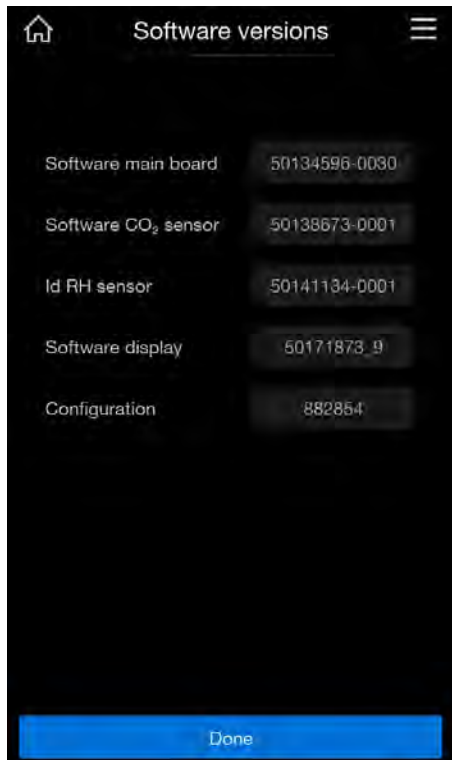 Software versions
Software main board 50134596-0030
Software CO₂ sensor 50138673-0001
Id RH sensor 50141134-0001
Software display 50171873_9
Configuration 882854
Done